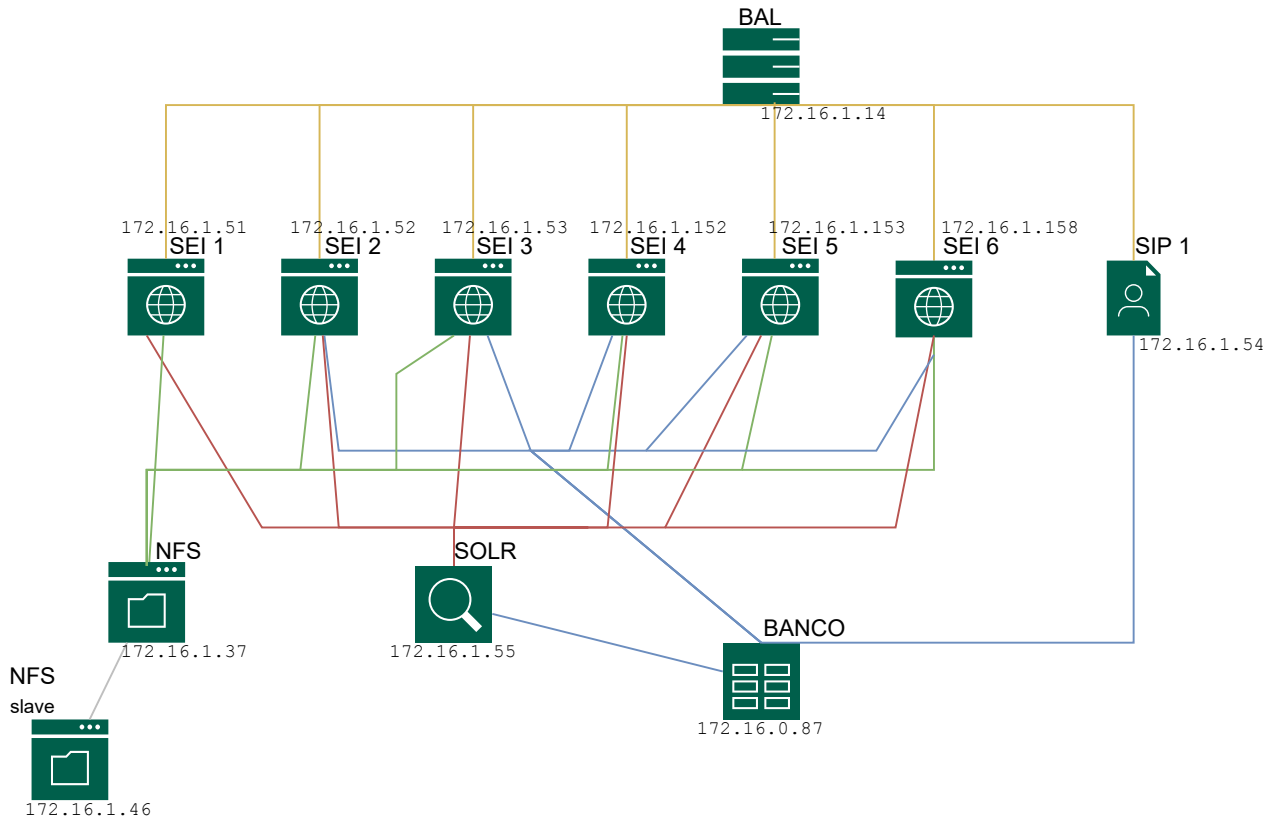 BAL
172.16.1.14
172.16.1.51
SEI 1
172.16.1.52
SEI 2
172.16.1.53
SEI 3
172.16.1.152
SEI 4
172.16.1.153
SEI 5
172.16.1.158
SEI 6
SIP 1
172.16.1.54
NFS
172.16.1.37
SOLR
172.16.1.55
BANCO
172.16.0.87
NFS
slave
172.16.1.46